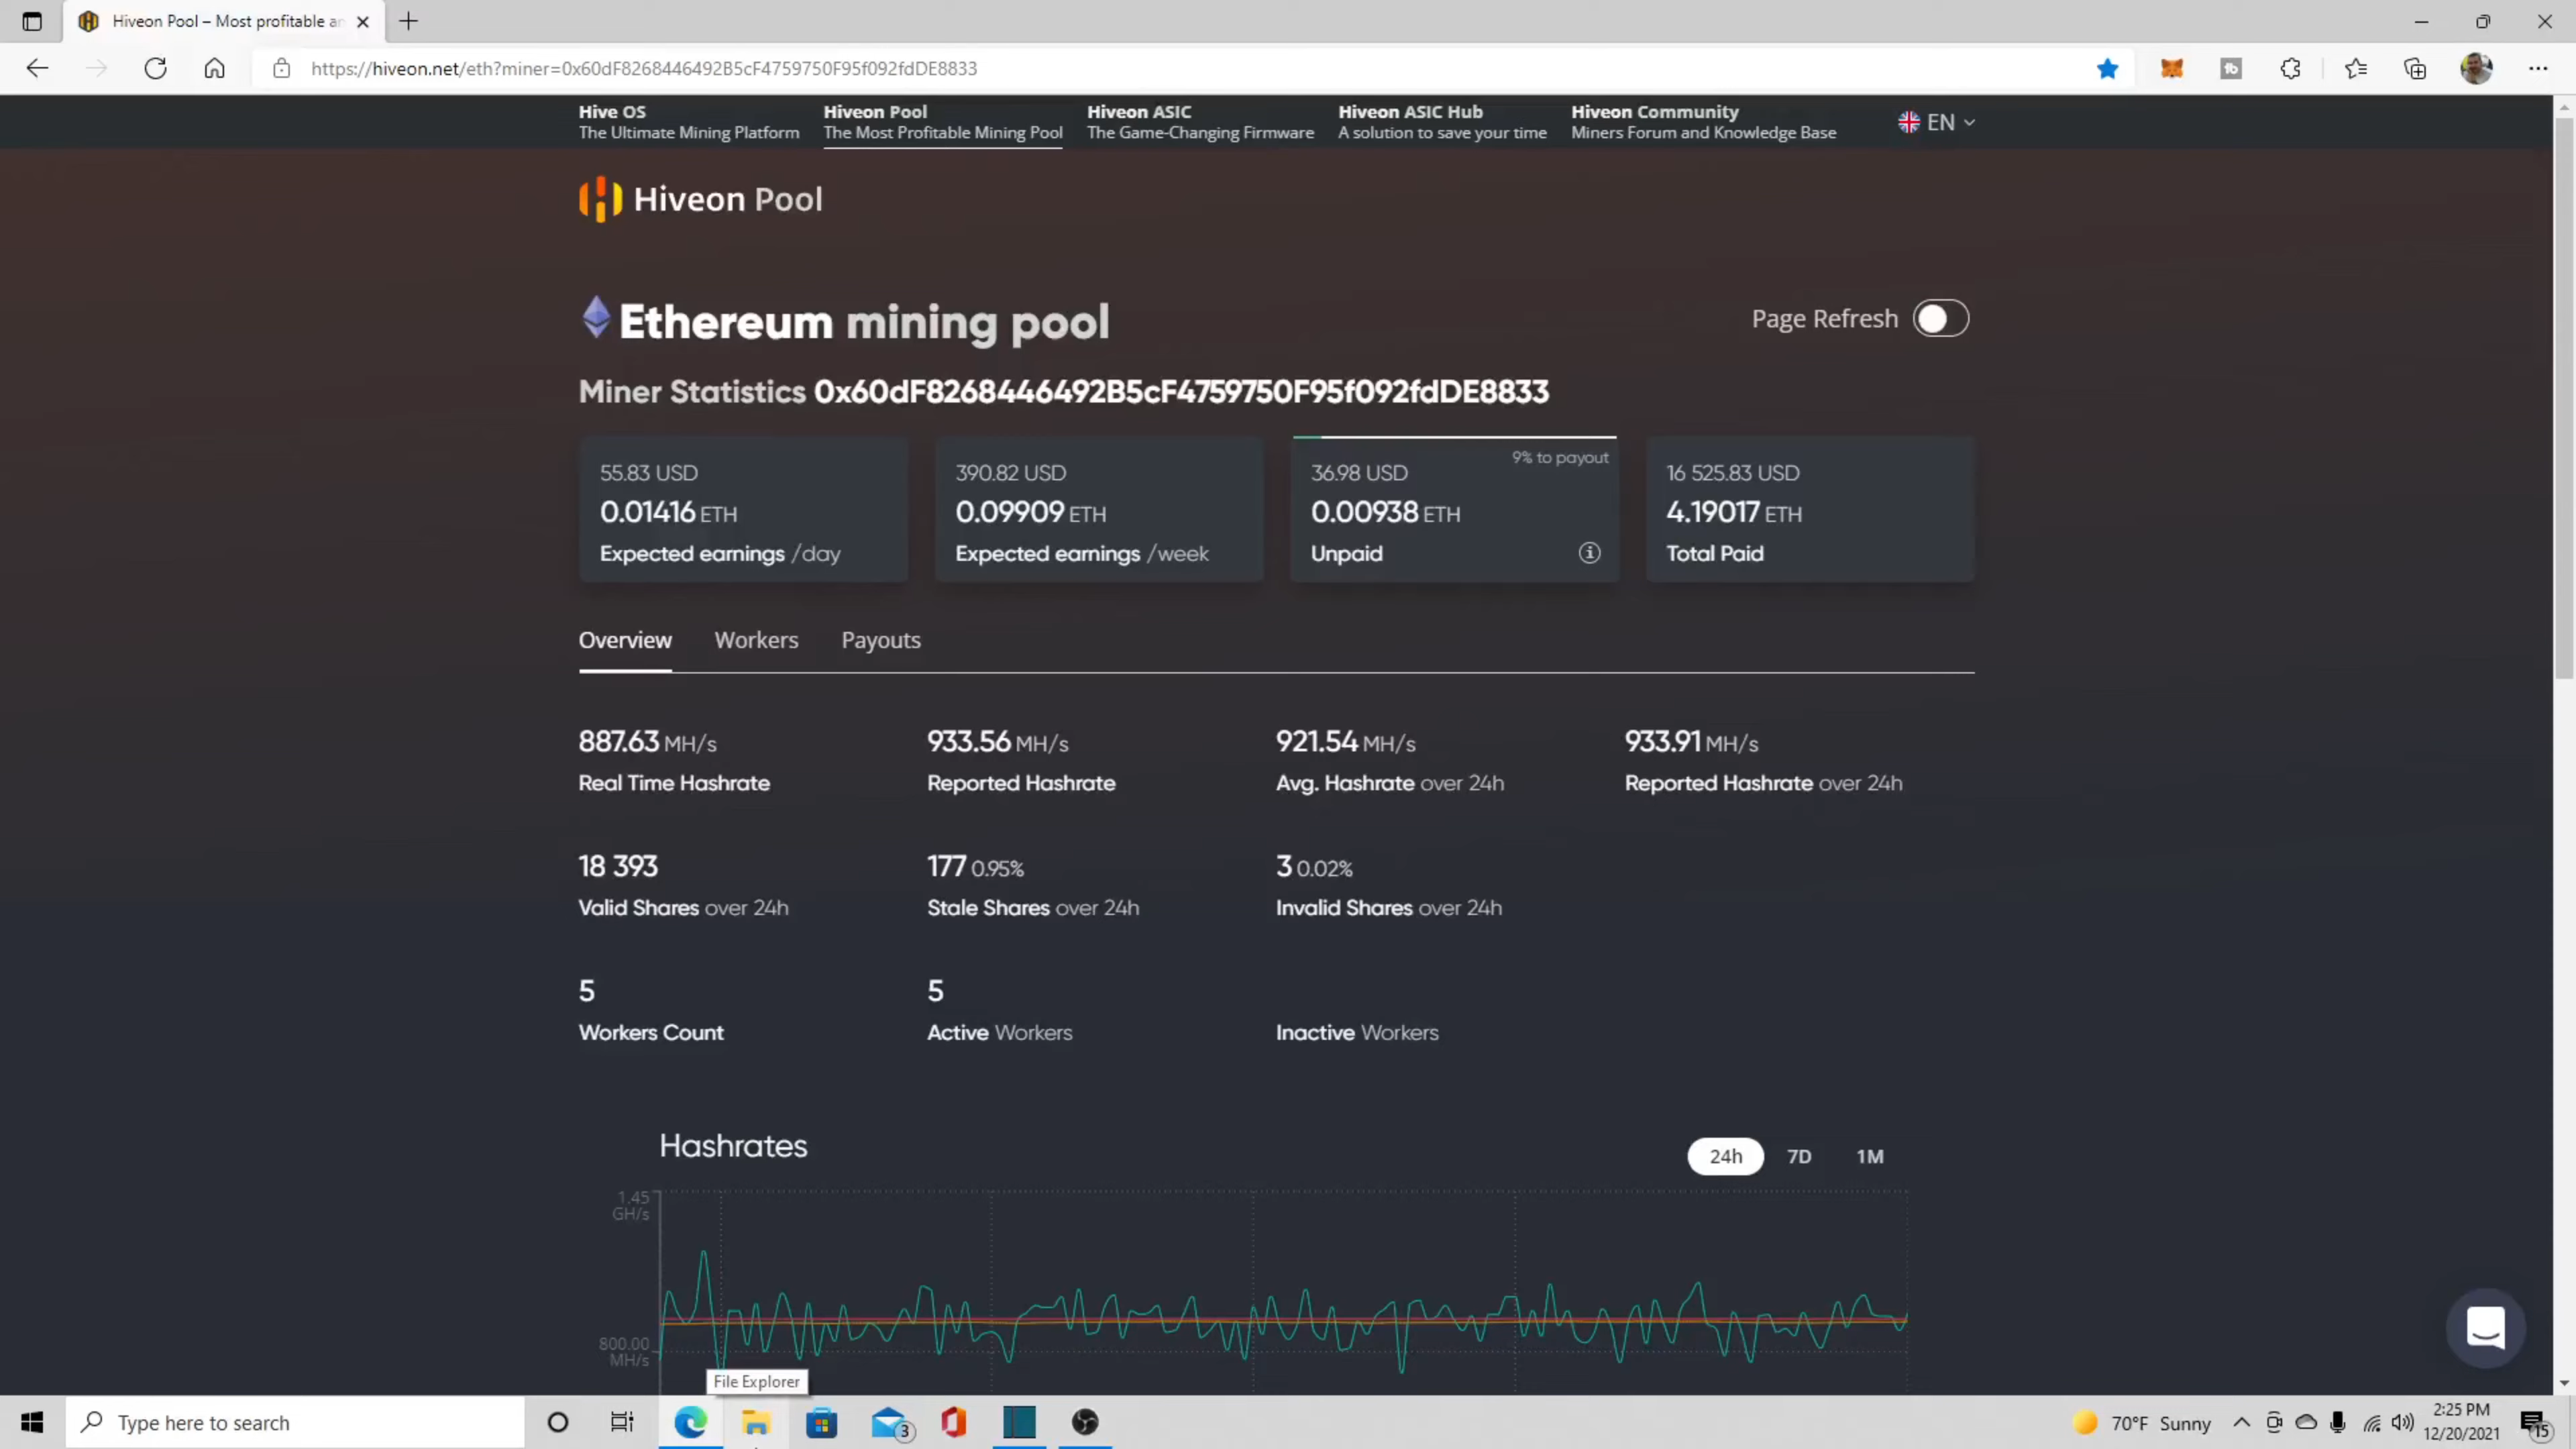 Hiveon Pool – Most profitable an
https://hiveon.net/eth?miner=0x60dF8268446492B5cF4759750F95f092fdDE8833
Hive OS
The Ultimate Mining Platform
Hiveon Pool
The Most Profitable Mining Pool
Hiveon ASIC
The Game-Changing Firmware
Hiveon ASIC Hub
A solution to save your time
Hiveon Community
Miners Forum and Knowledge Base
EN
Hiveon Pool
Ethereum mining pool
Page Refresh
Miner Statistics 0x60dF8268446492B5cF4759750F95f092fdDE8833
55.83 USD
0.01416 ETH
Expected earnings /day
390.82 USD
0.09909 ETH
Expected earnings /week
9% to payout
36.98 USD
0.00938 ETH
Unpaid
16 525.83 USD
4.19017 ETH
Total Paid
Overview Workers Payouts
887.63 MH/s
Real Time Hashrate
933.56 MH/s
Reported Hashrate
921.54 MH/s
Avg. Hashrate over 24h
933.91 MH/s
Reported Hashrate over 24h
18 393
Valid Shares over 24h
177 0.95%
Stale Shares over 24h
3 0.02%
Invalid Shares over 24h
5
Workers Count
5
Active Workers
Inactive Workers
Hashrates
24h 7D 1M
1.45
GH/s
800.00
MH/s
File Explorer
Type here to search
3
70°F Sunny
2:25 PM
12/20/2021
15